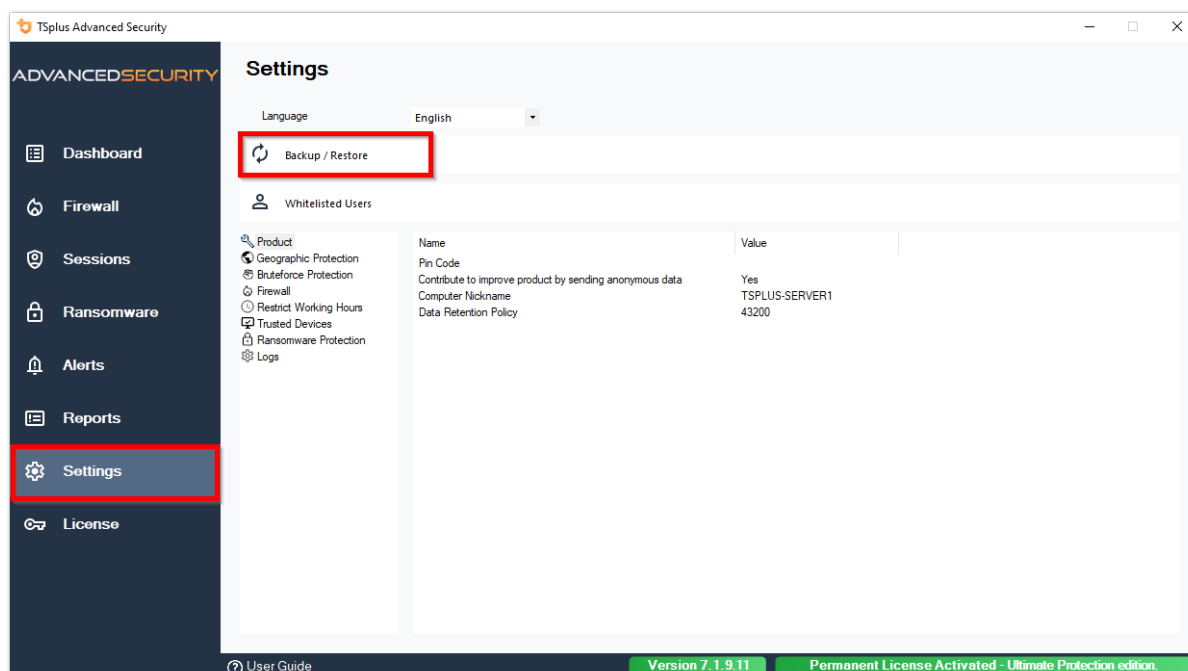 TSplus Advanced Security
ADVANCEDSECURITY
Dashboard
Firewall
Sessions
Ransomware
Alerts
Reports
Settings
License
Settings
Language English
Backup / Restore
Whitelisted Users
Product
Geographic Protection
Bruteforce Protection
Firewall
Restrict Working Hours
Trusted Devices
Ransomware Protection
Logs
Name Value
Pin Code
Contribute to improve product by sending anonymous data Yes
Computer Nickname TSPLUS-SERVER1
Data Retention Policy 43200
User Guide Version 7.1.9.11 Permanent License Activated - Ultimate Protection edition.